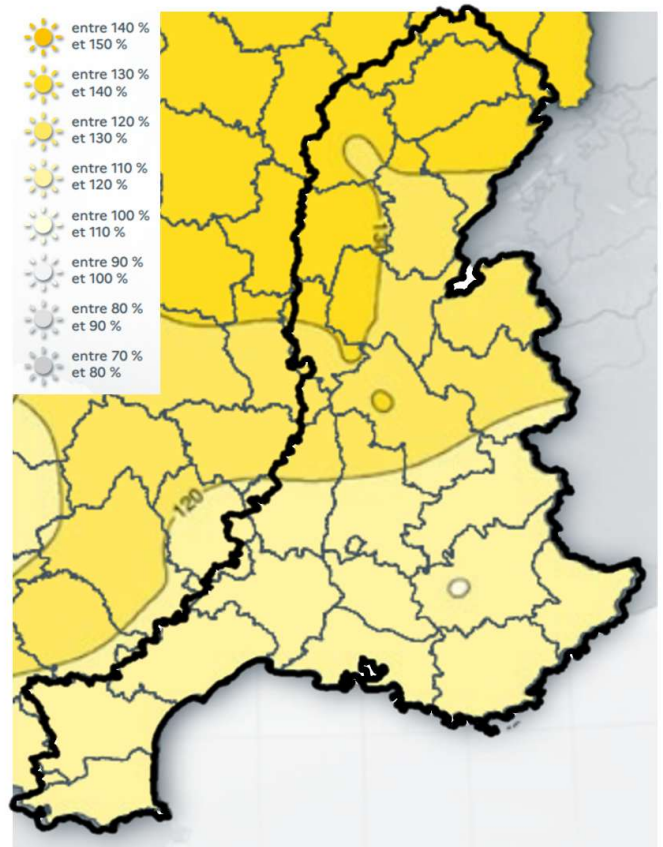 entre 140 %
et 150 %
entre 130 %
et 140 %
entre 120 %
et 130 %
entre 110 %
et 120 %
entre 100 %
et 110 %
entre 90 %
et 100 %
entre 80 %
et 90 %
entre 70 %
et 80 %
130
120